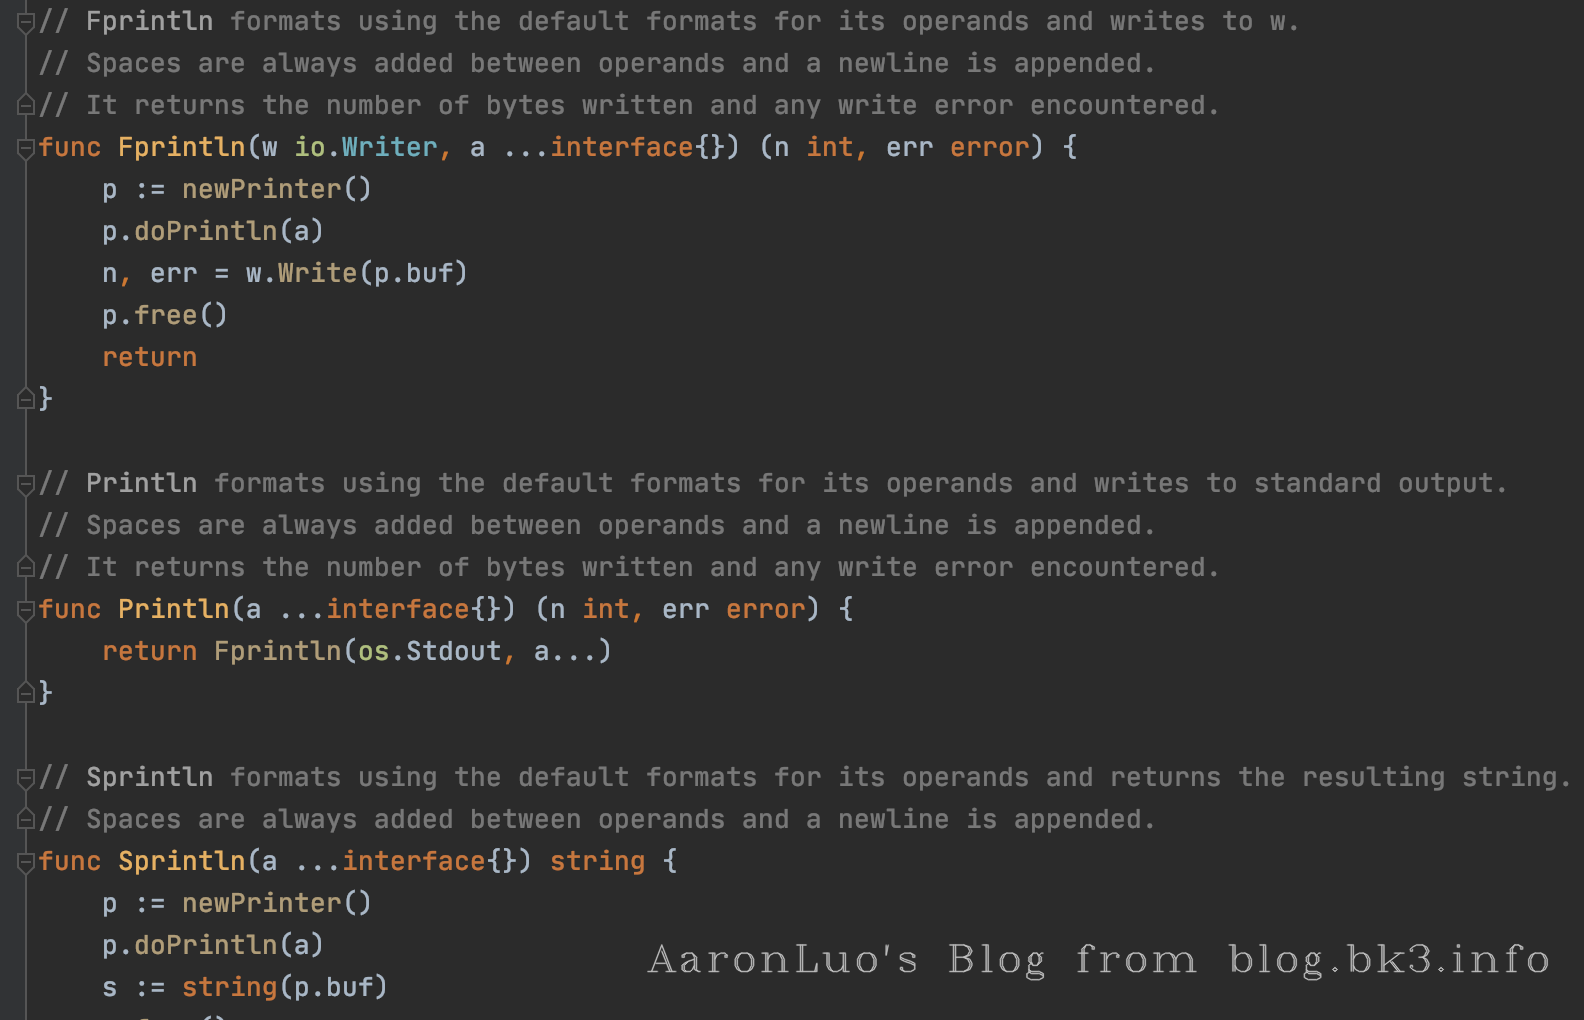 // Fprintln formats using the default formats for its operands and writes to w.
// Spaces are always added between operands and a newline is appended.
// It returns the number of bytes written and any write error encountered.
func Fprintln(w io.Writer, a ...interface{}) (n int, err error) {
    p := newPrinter()
    p.doPrintln(a)
    n, err = w.Write(p.buf)
    p.free()
    return
}

// Println formats using the default formats for its operands and writes to standard output.
// Spaces are always added between operands and a newline is appended.
// It returns the number of bytes written and any write error encountered.
func Println(a ...interface{}) (n int, err error) {
    return Fprintln(os.Stdout, a...)
}

// Sprintln formats using the default formats for its operands and returns the resulting string.
// Spaces are always added between operands and a newline is appended.
func Sprintln(a ...interface{}) string {
    p := newPrinter()
    p.doPrintln(a)
    s := string(p.buf)
AaronLuo's Blog from blog.bk3.info